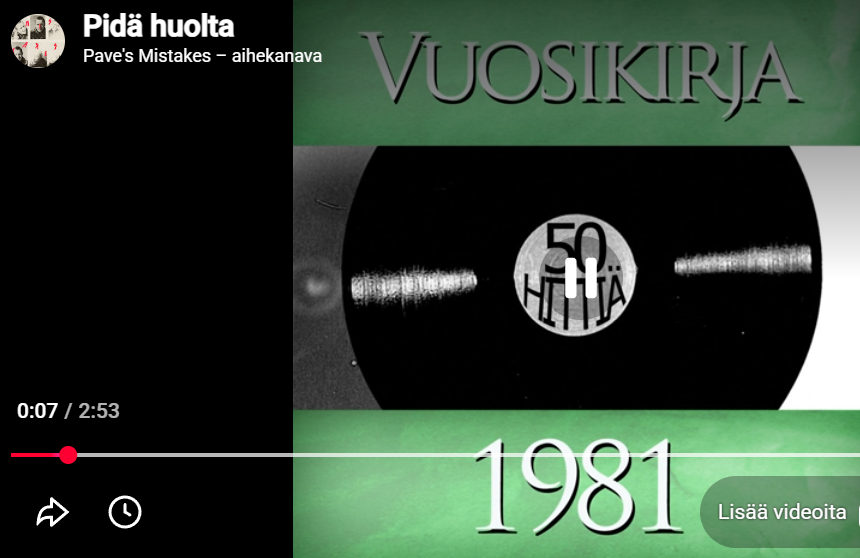 Pidä huolta
Pave's Mistakes – aihekanava
VUOSIKIRJA
50
HITTIÄ
0:07 / 2:53
1981
Lisää videoita